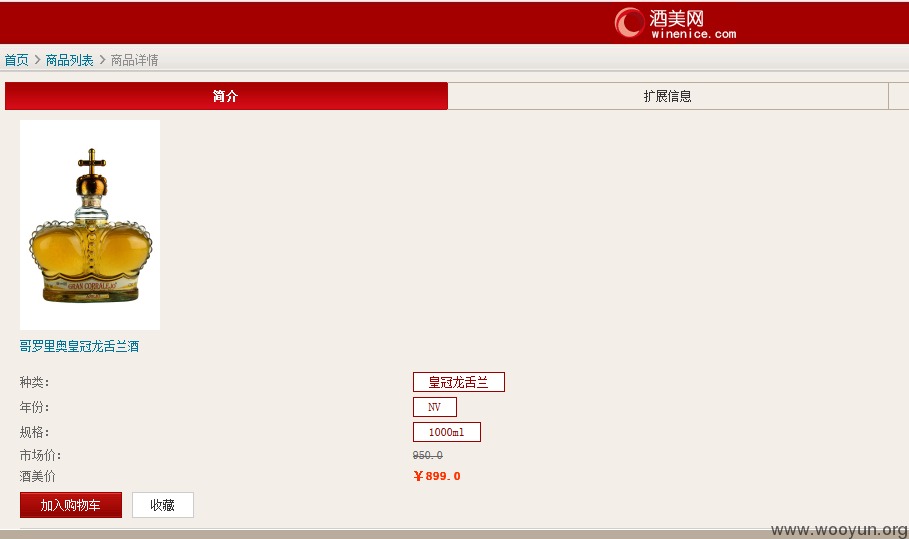 酒美网
winenice.com
首页 > 商品列表 > 商品详情
简介
扩展信息
GRAN CORRALEJO
哥罗里奥皇冠龙舌兰酒
种类: 皇冠龙舌兰
年份: NV
规格: 1000ml
市场价: 950.0
酒美价 ¥899.0
加入购物车 收藏
www.wooyun.org